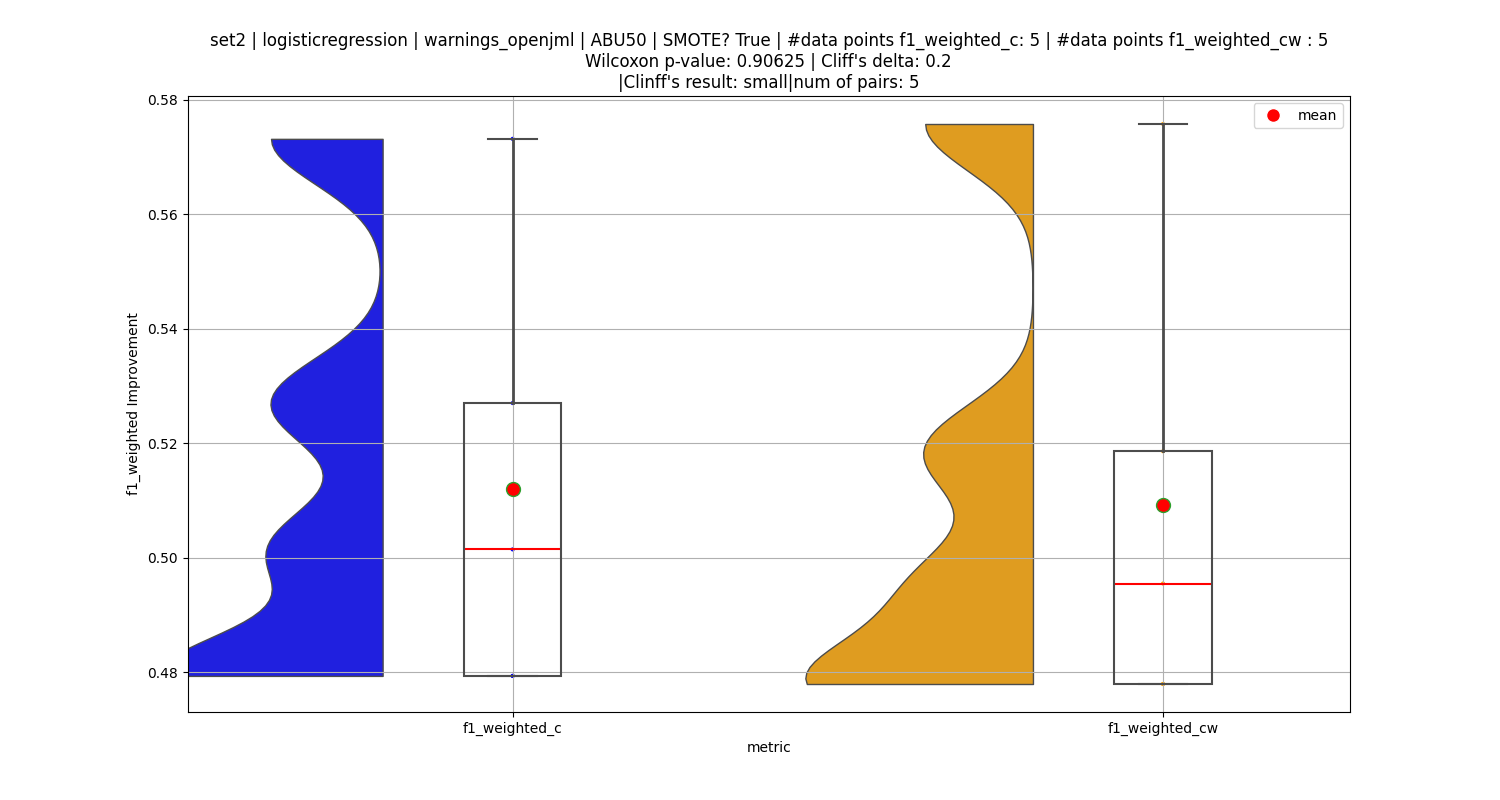 set2 | logisticregression | warnings_openjml | ABU50 | SMOTE? True | #data points f1_weighted_c: 5 | #data points f1_weighted_cw : 5
Wilcoxon p-value: 0.90625 | Cliff's delta: 0.2
|Clinff's result: small|num of pairs: 5
mean
0.58
0.56
0.54
0.52
0.50
0.48
f1_weighted Improvement
f1_weighted_c
f1_weighted_cw
metric